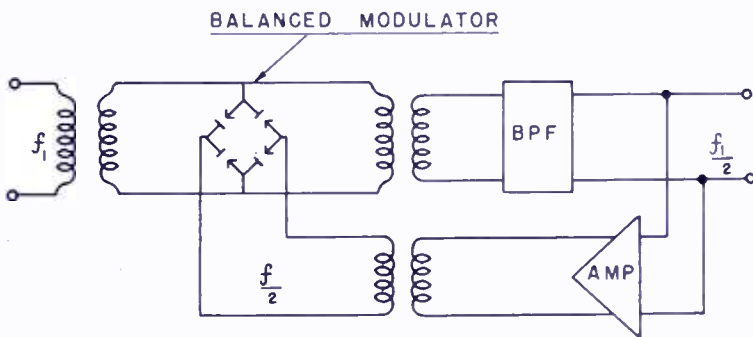 BALANCED MODULATOR
f₁
BPF
f₁/2
f/2
AMP